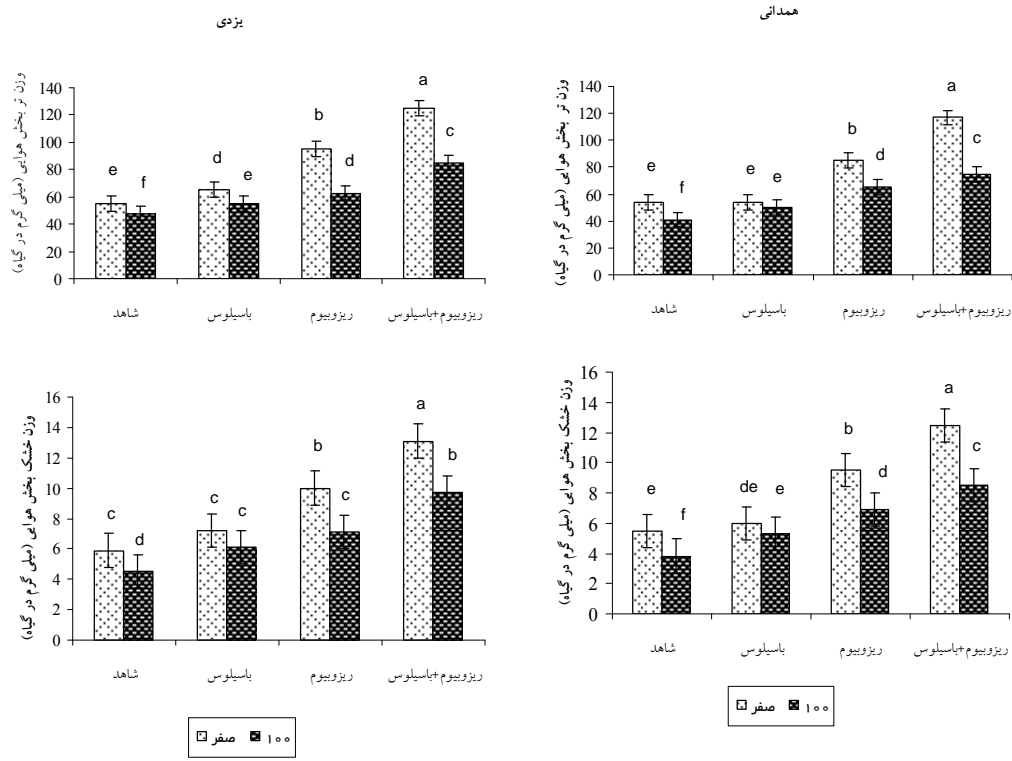 یزدی
همدانی
وزن تر بخش هوایی (میلی گرم در گیاه)
140
120
100
80
60
40
20
0
e f d e b d a c
شاهد باسیلوس ریزوبیوم ریزوبیوم+باسیلوس
وزن تر بخش هوایی (میلی گرم در گیاه)
140
120
100
80
60
40
20
0
e f e e b d a c
شاهد باسیلوس ریزوبیوم ریزوبیوم+باسیلوس
وزن خشک بخش هوایی (میلی گرم در گیاه)
16
14
12
10
8
6
4
2
0
c d c c b c a b
شاهد باسیلوس ریزوبیوم ریزوبیوم+باسیلوس
صفر ۱۰۰
وزن خشک بخش هوایی (میلی گرم در گیاه)
16
14
12
10
8
6
4
2
0
e f de e b d a c
شاهد باسیلوس ریزوبیوم ریزوبیوم+باسیلوس
صفر ۱۰۰